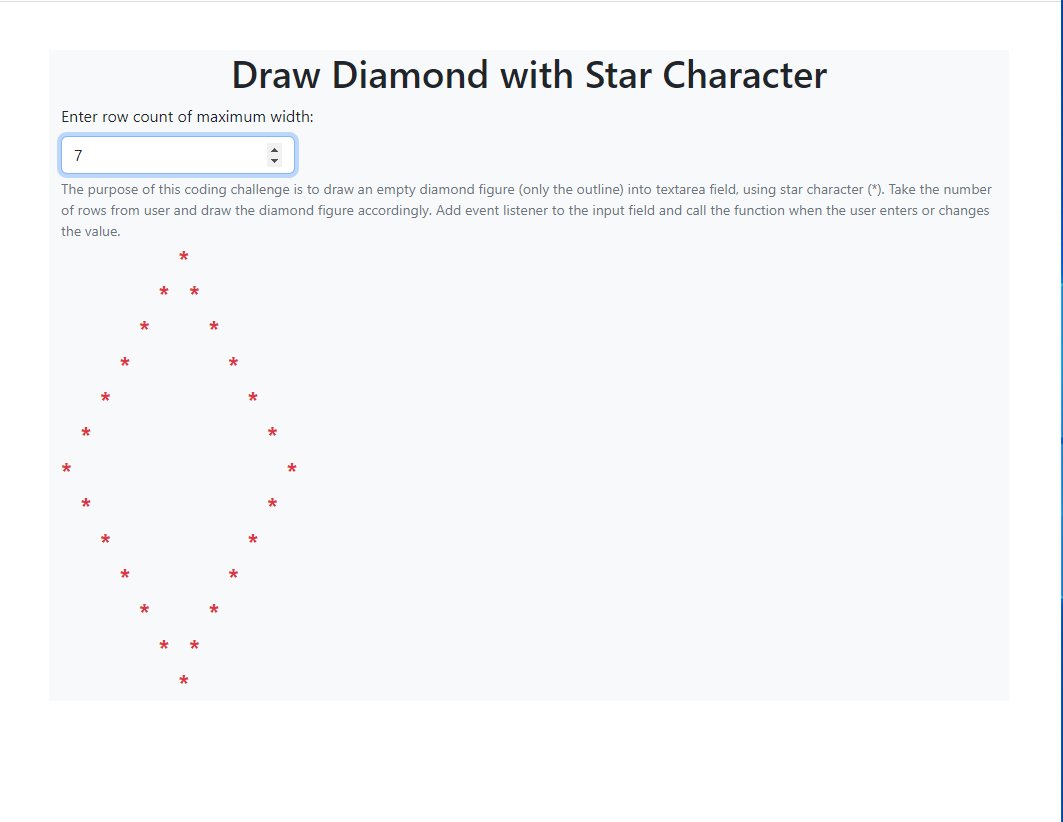 Draw Diamond with Star Character
Enter row count of maximum width:
7
The purpose of this coding challenge is to draw an empty diamond figure (only the outline) into textarea field, using star character (*). Take the number
of rows from user and draw the diamond figure accordingly. Add event listener to the input field and call the function when the user enters or changes
the value.
*
* *
* *
* *
* *
* *
* *
* *
* *
* *
* *
* *
*